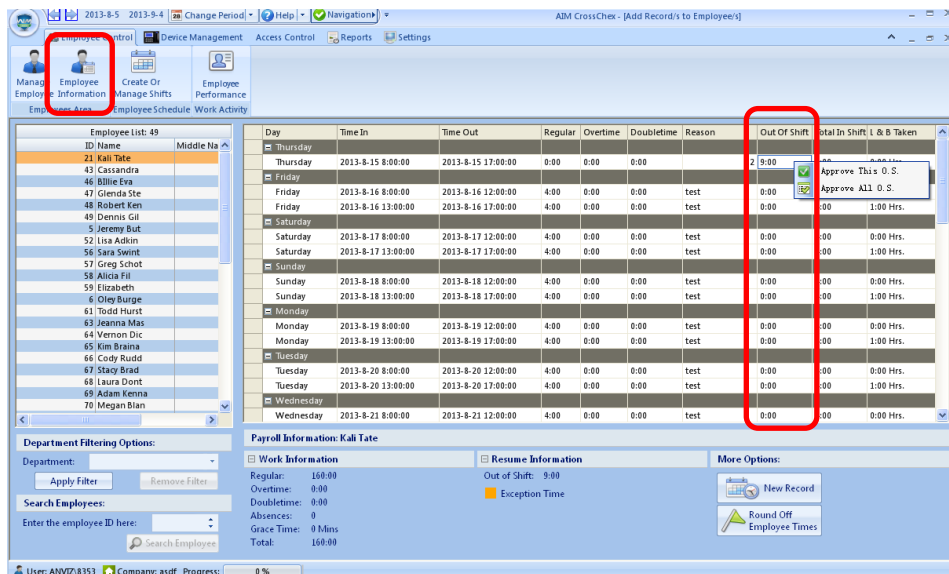 2013-8-5 2013-9-4 Change Period Help Navigation AIM CrossChex - [Add Record/s to Employee/s]
Employee Control Device Management Access Control Reports Settings
Manage Employee Employee Information Create Or Manage Shifts Employee Performance
Employees Area Employee Schedule Work Activity
Employee List: 49
ID Name Middle Na
21 Kali Tate
43 Cassandra
46 Billie Eva
47 Glenda Ste
48 Robert Ken
49 Dennis Gil
5 Jeremy But
52 Lisa Adkin
56 Sara Swint
57 Greg Schot
58 Alicia Fil
59 Elizabeth
6 Oley Burge
61 Todd Hurst
63 Jeanna Mas
64 Vernon Dic
65 Kim Braina
66 Cody Rudd
67 Stacy Brad
68 Laura Dont
69 Adam Kenna
70 Megan Blan
Day Time In Time Out Regular Overtime Doubletime Reason Out Of Shift Total In Shift L & B Taken
Thursday
Thursday 2013-8-15 8:00:00 2013-8-15 17:00:00 0:00 0:00 0:00 2 9:00
Approve This O.S.
Approve All O.S.
Friday
Friday 2013-8-16 8:00:00 2013-8-16 12:00:00 4:00 0:00 0:00 test 0:00
Friday 2013-8-16 13:00:00 2013-8-16 17:00:00 4:00 0:00 0:00 test 0:00 :00 1:00 Hrs.
Saturday
Saturday 2013-8-17 8:00:00 2013-8-17 12:00:00 4:00 0:00 0:00 test 0:00 :00 0:00 Hrs.
Saturday 2013-8-17 13:00:00 2013-8-17 17:00:00 4:00 0:00 0:00 test 0:00 :00 1:00 Hrs.
Sunday
Sunday 2013-8-18 8:00:00 2013-8-18 12:00:00 4:00 0:00 0:00 test 0:00 :00 0:00 Hrs.
Sunday 2013-8-18 13:00:00 2013-8-18 17:00:00 4:00 0:00 0:00 test 0:00 :00 1:00 Hrs.
Monday
Monday 2013-8-19 8:00:00 2013-8-19 12:00:00 4:00 0:00 0:00 test 0:00 :00 0:00 Hrs.
Monday 2013-8-19 13:00:00 2013-8-19 17:00:00 4:00 0:00 0:00 test 0:00 :00 1:00 Hrs.
Tuesday
Tuesday 2013-8-20 8:00:00 2013-8-20 12:00:00 4:00 0:00 0:00 test 0:00 :00 0:00 Hrs.
Tuesday 2013-8-20 13:00:00 2013-8-20 17:00:00 4:00 0:00 0:00 test 0:00 :00 1:00 Hrs.
Wednesday
Wednesday 2013-8-21 8:00:00 2013-8-21 12:00:00 4:00 0:00 0:00 test 0:00 :00 0:00 Hrs.
Department Filtering Options:
Department:
Apply Filter Remove Filter
Search Employees:
Enter the employee ID here:
Search Employee
Payroll Information: Kali Tate
Work Information
Regular: 160:00
Overtime: 0:00
Doubletime: 0:00
Absences: 0
Grace Time: 0 Mins
Total: 160:00
Resume Information
Out of Shift: 9:00
Exception Time
More Options:
New Record
Round Off
Employee Times
User: ANVIZ\8353 Company: asdf Progress: 0 %